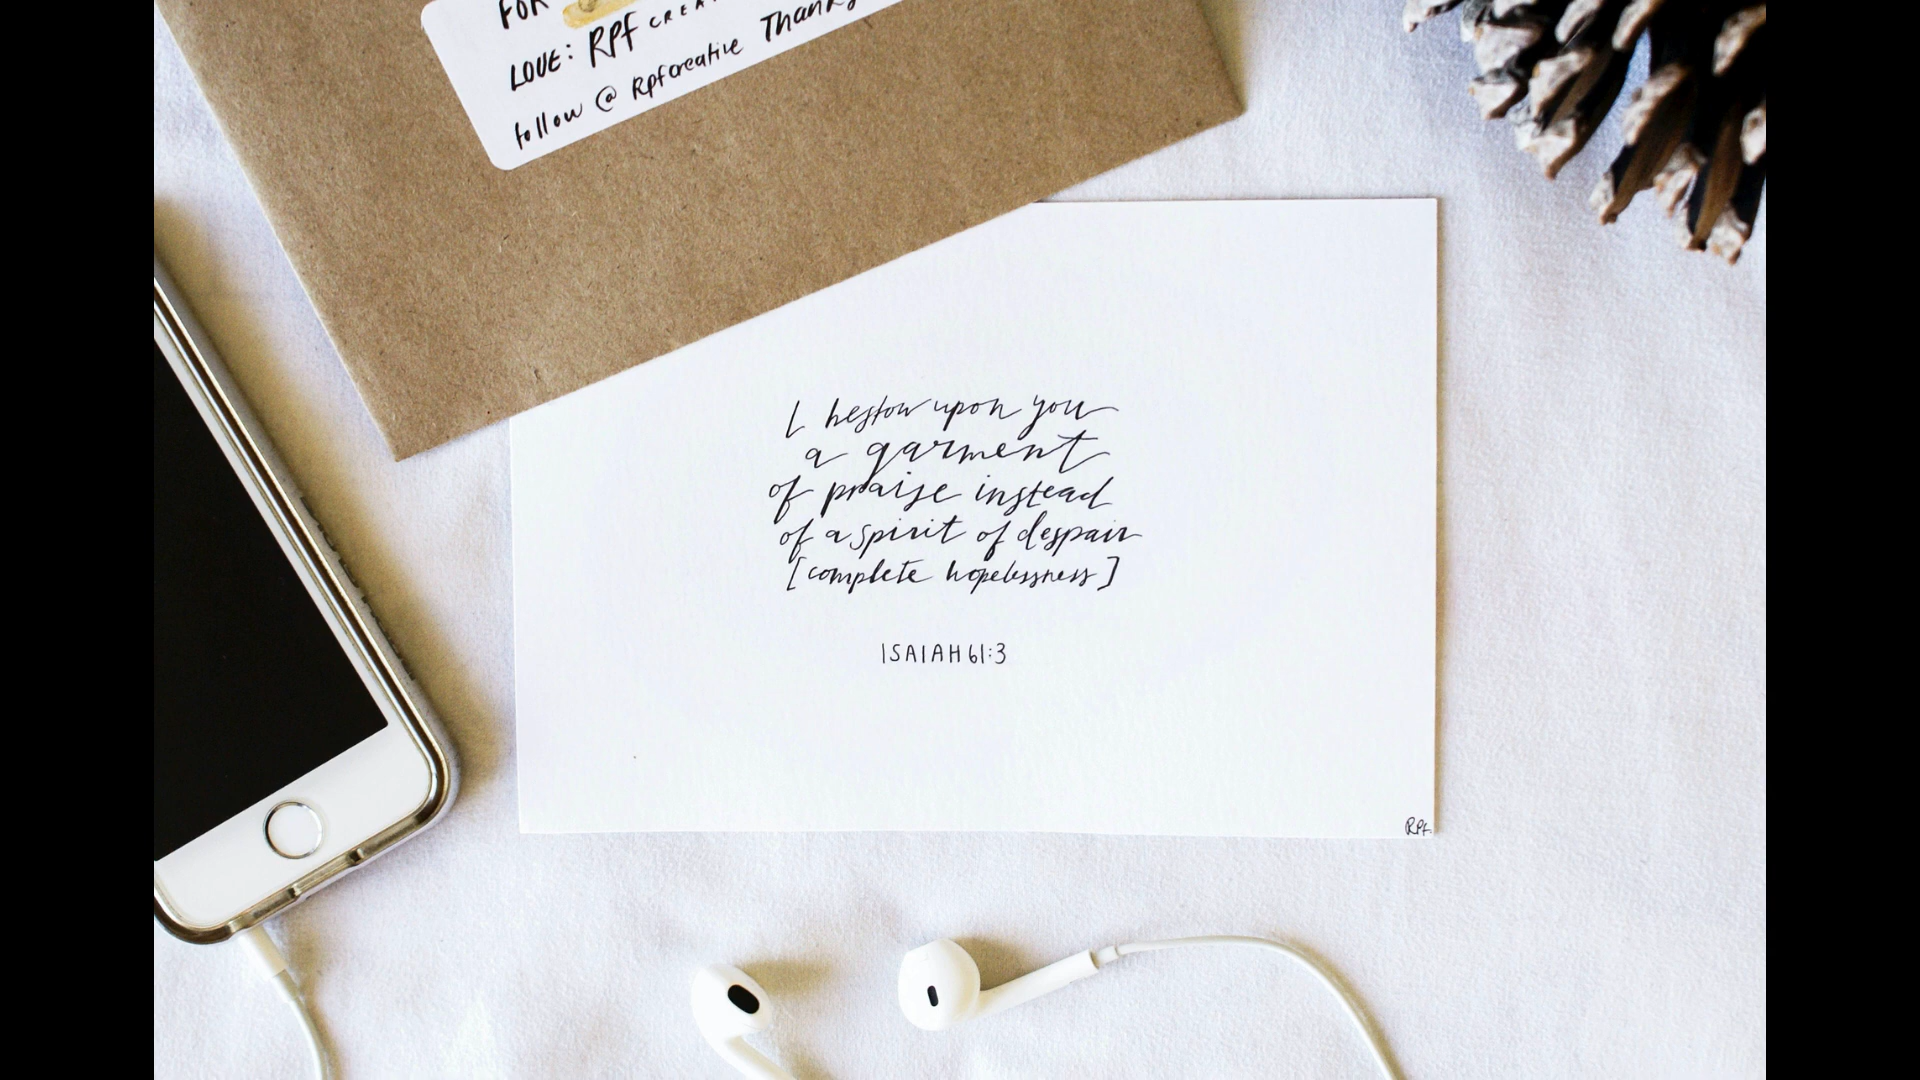 FOR
LOVE: RPF CREA
follow @ Rpfcreative Thank
I bestow upon you
a garment
of praise instead
of a spirit of despair
[complete hopelessness]
ISAIAH 61:3
RPF.